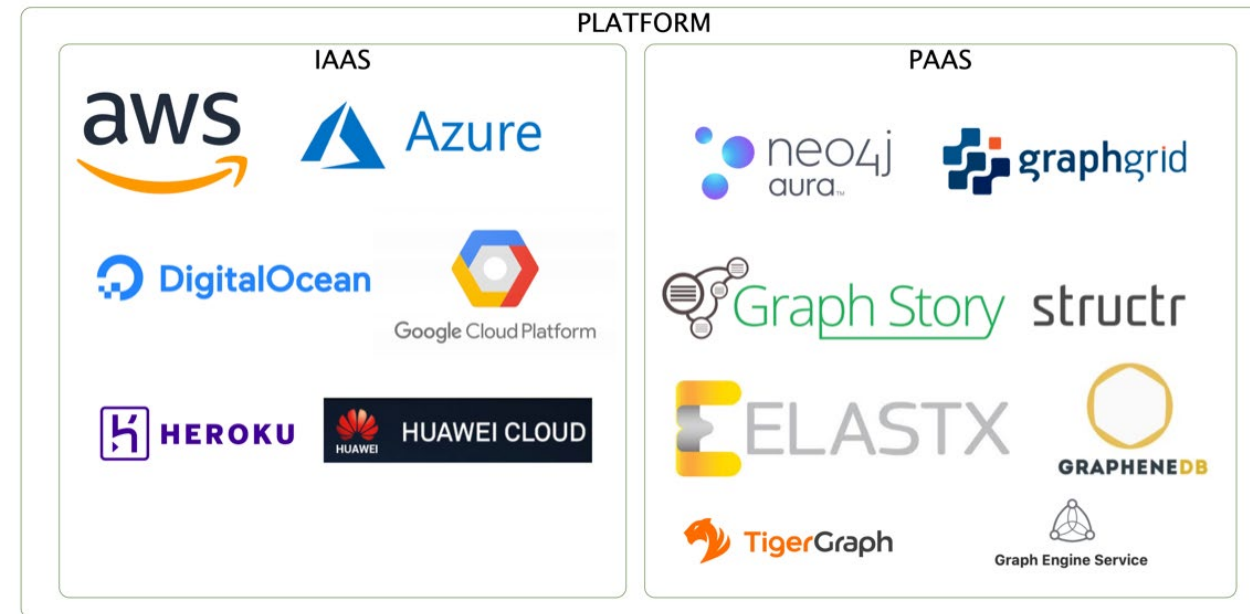 PLATFORM
IAAS
aws
Azure
DigitalOcean
Google Cloud Platform
HEROKU
HUAWEI
HUAWEI CLOUD
PAAS
neo4j
aura™
graphgrid
Graph Story
structr
ELASTX
GRAPHENEDB
TigerGraph
Graph Engine Service